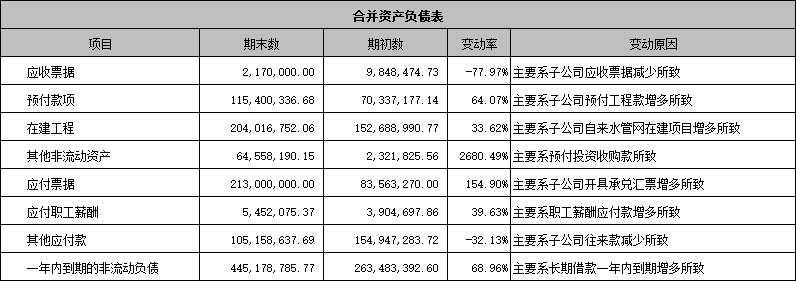 合并资产负债表
项目 期末数 期初数 变动率 变动原因
应收票据 2,170,000.00 9,848,474.73 -77.97% 主要系子公司应收票据减少所致
预付款项 115,400,336.68 70,337,177.14 64.07% 主要系子公司预付工程款增多所致
在建工程 204,016,752.06 152,688,990.77 33.62% 主要系子公司自来水管网在建项目增多所致
其他非流动资产 64,558,190.15 2,321,825.56 2680.49% 主要系预付投资收购款所致
应付票据 213,000,000.00 83,563,270.00 154.90% 主要系子公司开具承兑汇票增多所致
应付职工薪酬 5,452,075.37 3,904,697.86 39.63% 主要系职工薪酬应付款增多所致
其他应付款 105,158,637.69 154,947,283.72 -32.13% 主要系子公司往来款减少所致
一年内到期的非流动负债 445,178,785.77 263,483,392.60 68.96% 主要系长期借款一年内到期增多所致